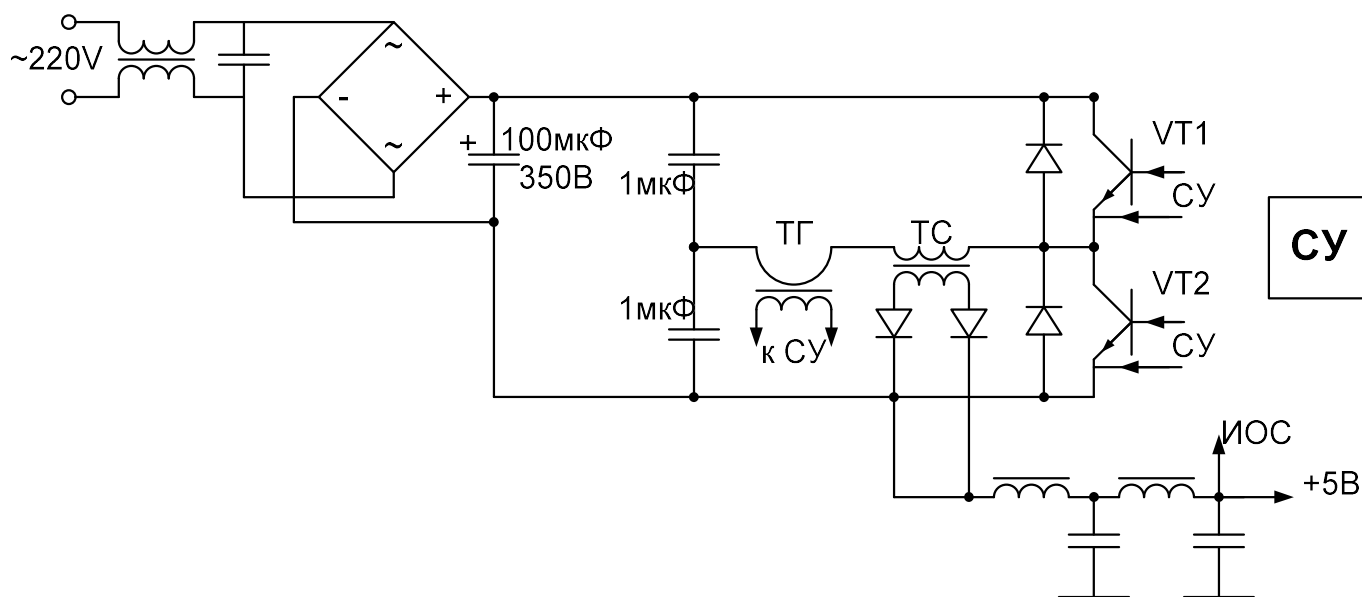 ~220V
~
-
+
~
+
100мкФ
350В
1мкФ
1мкФ
ТГ
к СУ
ТС
VT1
СУ
VT2
СУ
СУ
ИОС
+5В